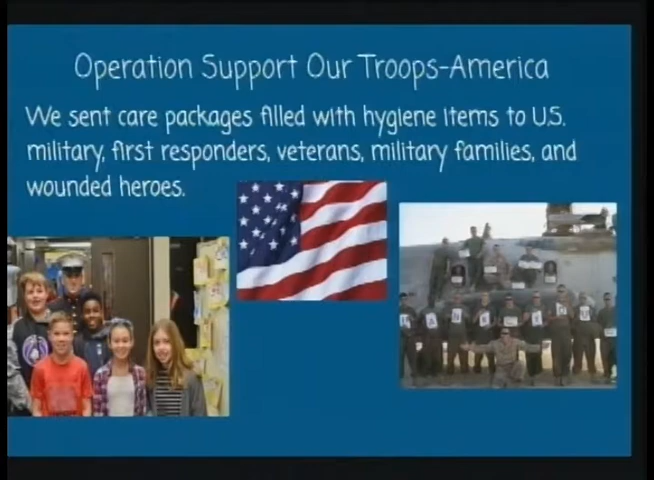 Operation Support Our Troops-America
We sent care packages filled with hygiene items to U.S.
military, first responders, veterans, military families, and
wounded heroes.